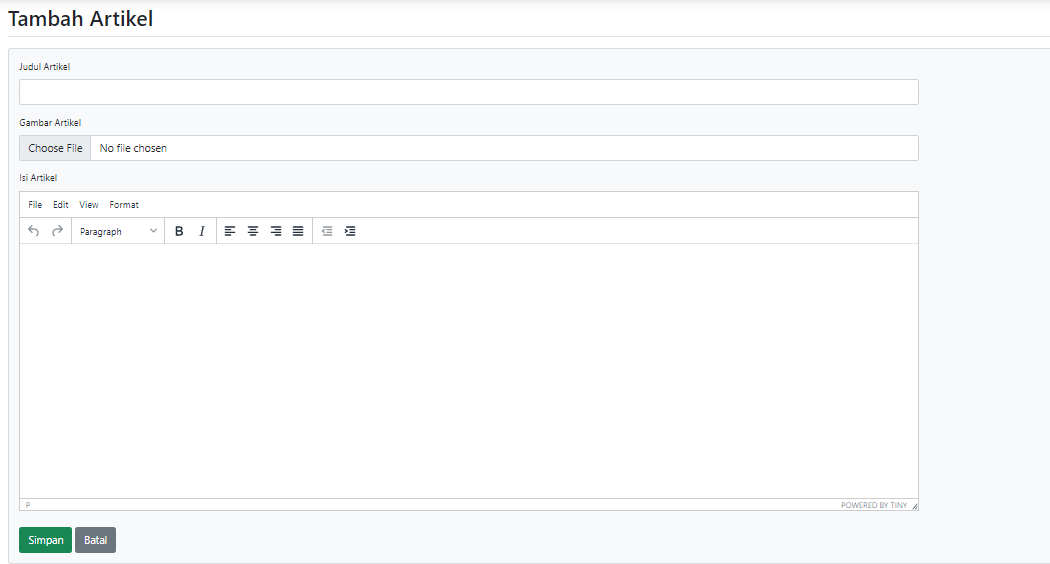 Tambah Artikel
Judul Artikel
Gambar Artikel
Choose File No file chosen
Isi Artikel
File Edit View Format
Paragraph B I
P POWERED BY TINY
Simpan Batal